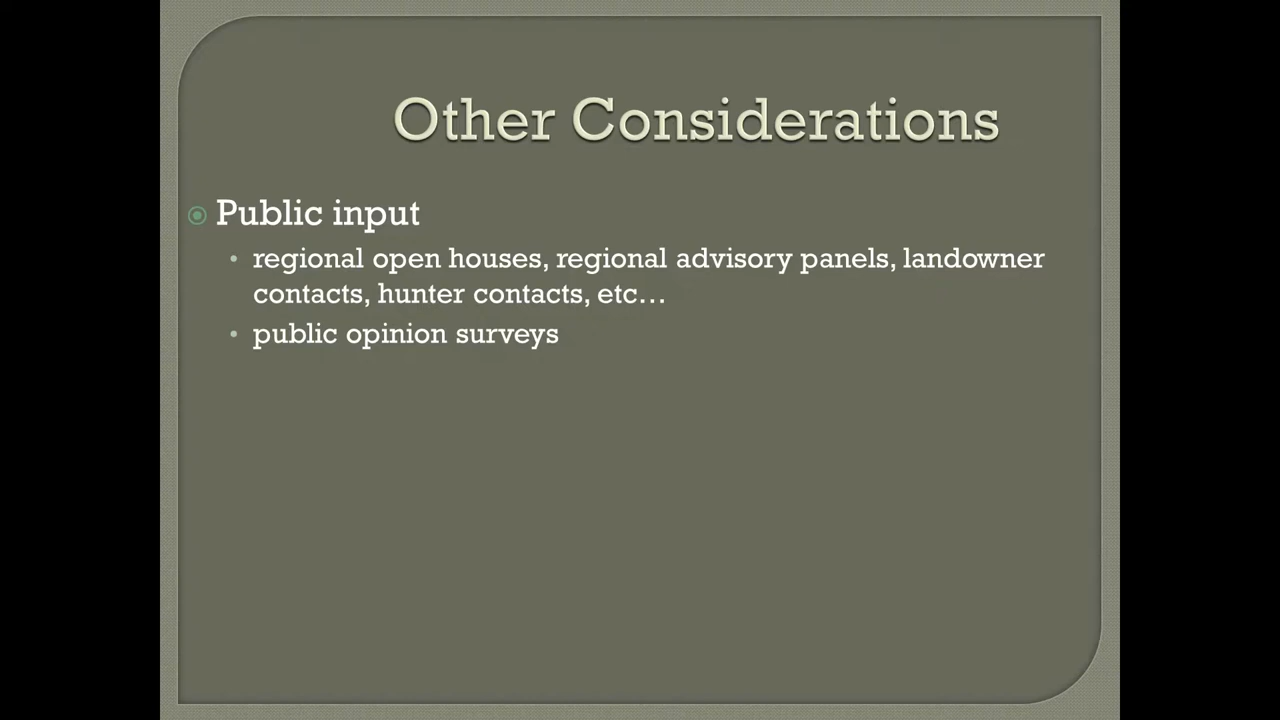 Other Considerations
Public input
regional open houses, regional advisory panels, landowner
contacts, hunter contacts, etc…
public opinion surveys